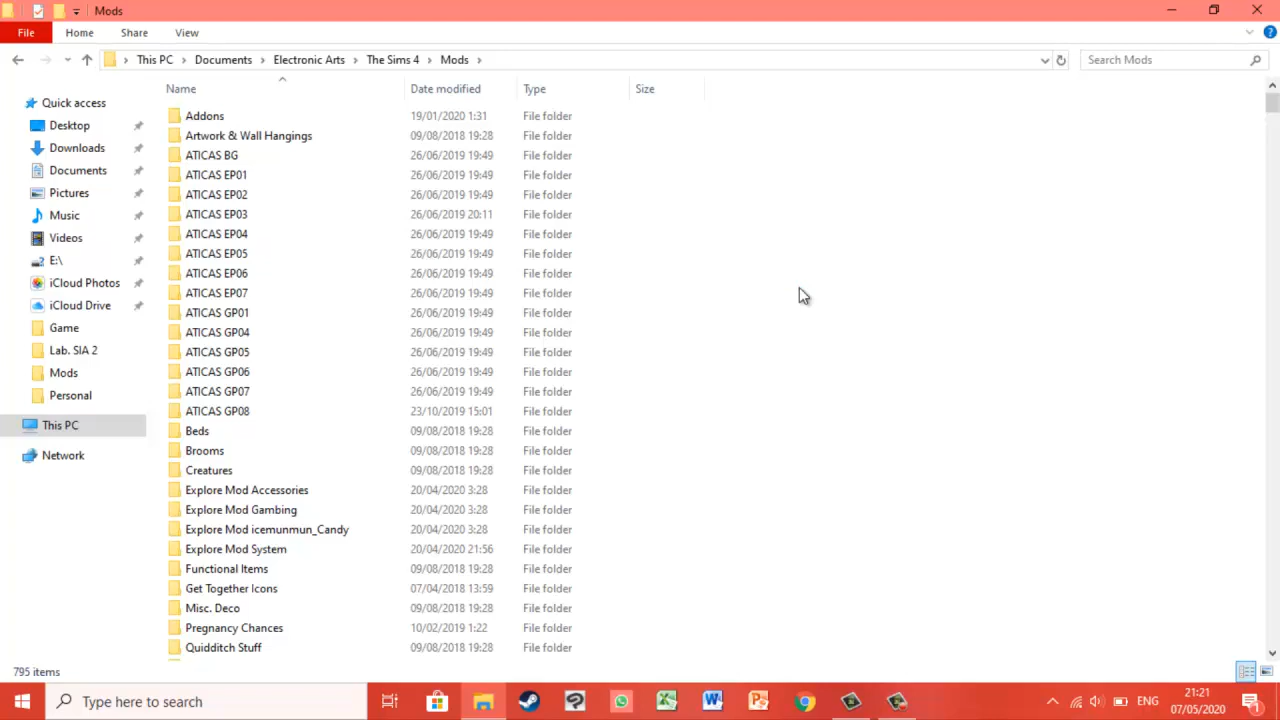 Mods
File Home Share View
This PC Documents Electronic Arts The Sims 4 Mods Search Mods
Name Date modified Type Size
Quick access
Desktop
Downloads
Documents
Pictures
Music
Videos
E:\
iCloud Photos
iCloud Drive
Game
Lab. SIA 2
Mods
Personal
This PC
Network
Addons 19/01/2020 1:31 File folder
Artwork & Wall Hangings 09/08/2018 19:28 File folder
ATICAS BG 26/06/2019 19:49 File folder
ATICAS EP01 26/06/2019 19:49 File folder
ATICAS EP02 26/06/2019 19:49 File folder
ATICAS EP03 26/06/2019 20:11 File folder
ATICAS EP04 26/06/2019 19:49 File folder
ATICAS EP05 26/06/2019 19:49 File folder
ATICAS EP06 26/06/2019 19:49 File folder
ATICAS EP07 26/06/2019 19:49 File folder
ATICAS GP01 26/06/2019 19:49 File folder
ATICAS GP04 26/06/2019 19:49 File folder
ATICAS GP05 26/06/2019 19:49 File folder
ATICAS GP06 26/06/2019 19:49 File folder
ATICAS GP07 26/06/2019 19:49 File folder
ATICAS GP08 23/10/2019 15:01 File folder
Beds 09/08/2018 19:28 File folder
Brooms 09/08/2018 19:28 File folder
Creatures 09/08/2018 19:28 File folder
Explore Mod Accessories 20/04/2020 3:28 File folder
Explore Mod Gambing 20/04/2020 3:28 File folder
Explore Mod icemunmun_Candy 20/04/2020 3:28 File folder
Explore Mod System 20/04/2020 21:56 File folder
Functional Items 09/08/2018 19:28 File folder
Get Together Icons 07/04/2018 13:59 File folder
Misc. Deco 09/08/2018 19:28 File folder
Pregnancy Chances 10/02/2019 1:22 File folder
Quidditch Stuff 09/08/2018 19:28 File folder
795 items
Type here to search
ENG
21:21
07/05/2020